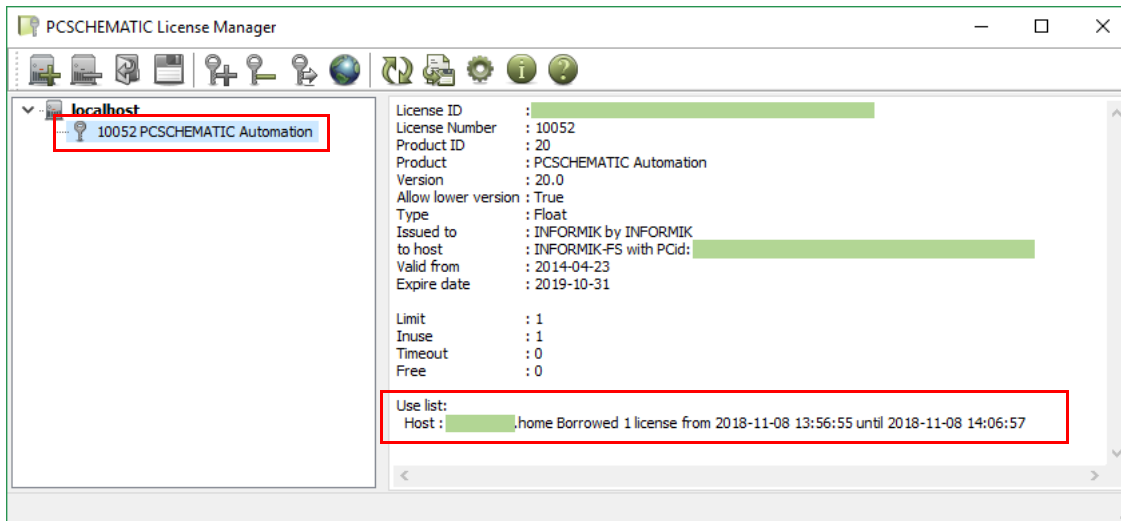 PCSCHEMATIC License Manager
localhost
10052 PCSCHEMATIC Automation
License ID :
License Number : 10052
Product ID : 20
Product : PCSCHEMATIC Automation
Version : 20.0
Allow lower version : True
Type : Float
Issued to : INFORMIK by INFORMIK
to host : INFORMIK-FS with PCid:
Valid from : 2014-04-23
Expire date : 2019-10-31
Limit : 1
Inuse : 1
Timeout : 0
Free : 0
Use list:
Host : .home Borrowed 1 license from 2018-11-08 13:56:55 until 2018-11-08 14:06:57